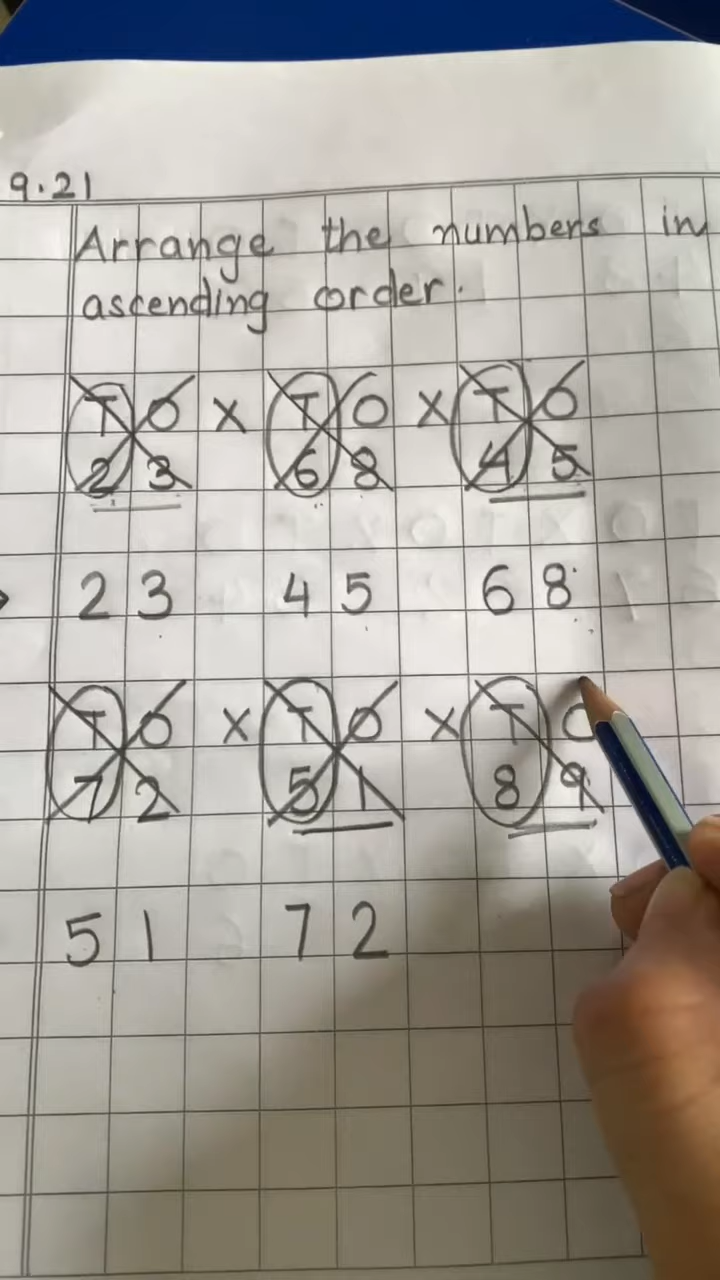 9.21
Arrange the numbers in
ascending order.
T O × T O × T O
2 3 6 8 4 5
2 3 4 5 6 8
T O × T O × T O
7 2 5 1 8 9
5 1 7 2